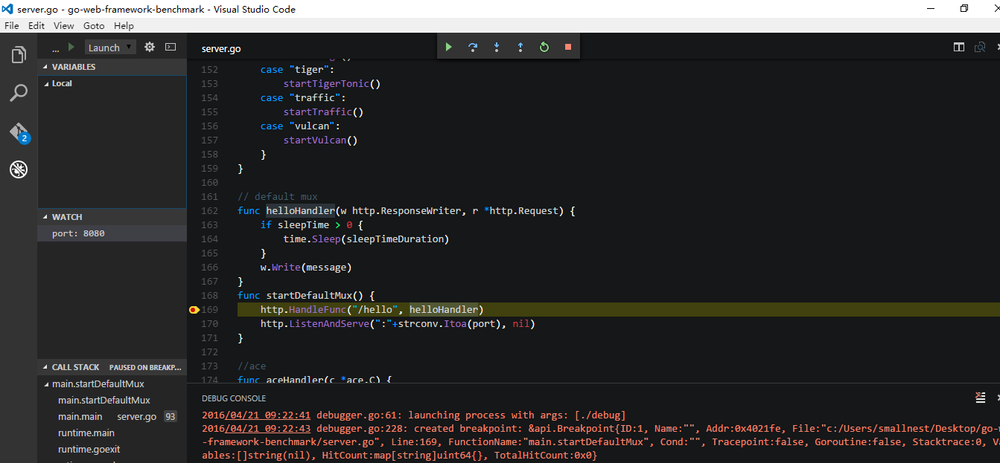 server.go - go-web-framework-benchmark - Visual Studio Code
File Edit View Goto Help
... Launch
server.go
VARIABLES
Local
WATCH
port: 8080
CALL STACK PAUSED ON BREAKP...
main.startDefaultMux
main.startDefaultMux
main.main server.go 93
runtime.main
runtime.goexit
2
152 case "tiger":
153 startTigerTonic()
154 case "traffic":
155 startTraffic()
156 case "vulcan":
157 startVulcan()
158 }
159 }
160
161 // default mux
162 func helloHandler(w http.ResponseWriter, r *http.Request) {
163 if sleepTime > 0 {
164 time.Sleep(sleepTimeDuration)
165 }
166 w.Write(message)
167 }
168 func startDefaultMux() {
169 http.HandleFunc("/hello", helloHandler)
170 http.ListenAndServe(":"+strconv.Itoa(port), nil)
171 }
172
173 //ace
174 func aceHandler(c *ace.C) {
DEBUG CONSOLE
2016/04/21 09:22:41 debugger.go:61: launching process with args: [./debug]
2016/04/21 09:22:43 debugger.go:228: created breakpoint: &api.Breakpoint{ID:1, Name:"", Addr:0x4021fe, File:"c:/Users/smallnest/Desktop/go-w
-framework-benchmark/server.go", Line:169, FunctionName:"main.startDefaultMux", Cond:"", Tracepoint:false, Goroutine:false, Stacktrace:0, Va
ables:[]string(nil), HitCount:map[string]uint64{}, TotalHitCount:0x0}